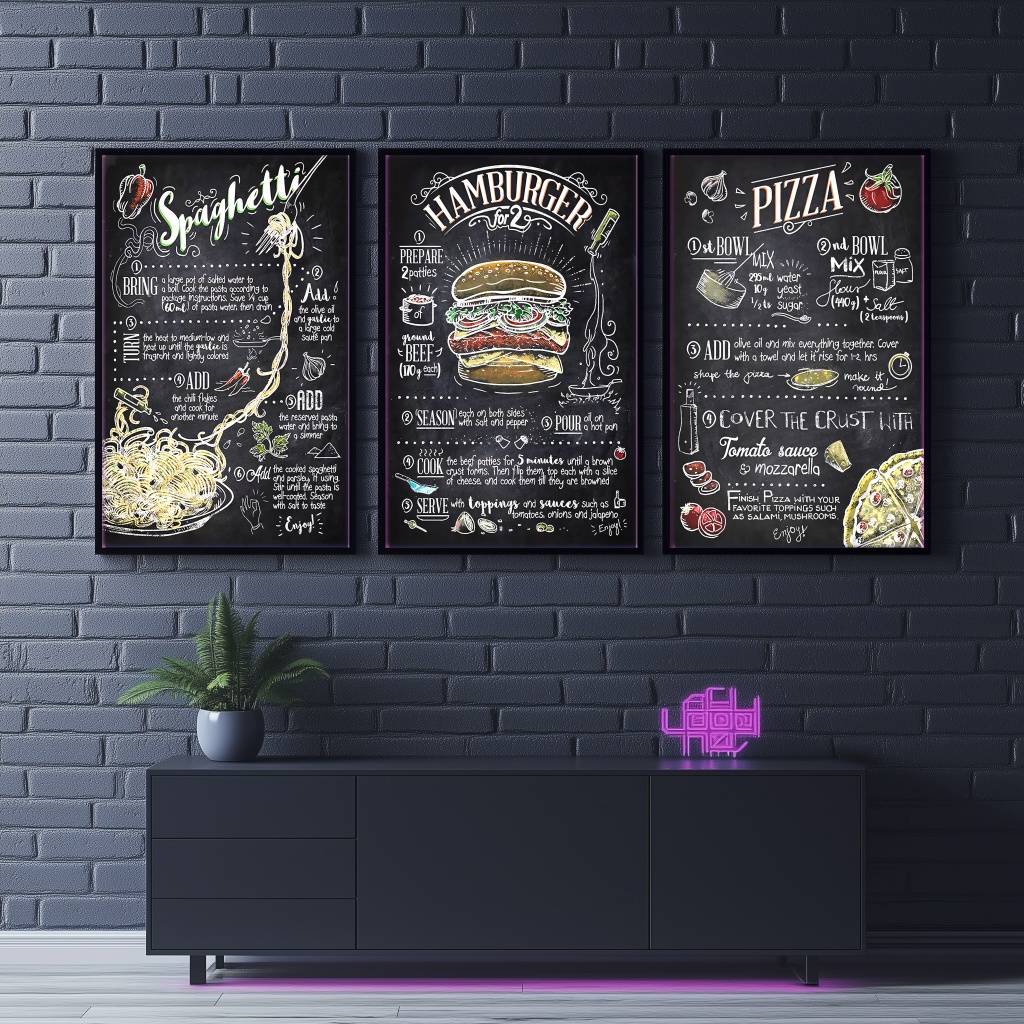 Spaghetti
1
BRING
a large pot of salted water to
a boil. Cook the pasta according to
package instructions. Save ¼ cup
(60ml) of pasta water, then drain
2
Add
the olive oil
and garlic to
a large cold
sauté pan
3
TURN
the heat to medium-low and
heat up until the garlic is
fragrant and lightly colored
4 ADD
the chili flakes
and cook for
another minute
5 ADD
the reserved pasta
water and bring to
a simmer
6 Add the cooked spaghetti
and parsley if using.
Stir until the pasta is
well-coated. Season
with salt to taste
Enjoy!
HAMBURGER
for 2
1
PREPARE
2 patties
of
ground
BEEF
(170g each)
2 SEASON each on both sides
with salt and pepper
3 POUR oil on
a hot pan
4 COOK the beef patties for 5 minutes until a brown
crust forms. Then flip them, top each with a slice
of cheese, and cook them till they are browned
5 SERVE with toppings and sauces such as
tomatoes, onions and jalapeno
Enjoy!
PIZZA
1st BOWL
MIX
295ml water
10g yeast
½ ts sugar
2nd BOWL
MIX
FLOUR
SALT
flour
(490g) +
Salt
(2 teaspoons)
3 ADD olive oil and mix everything together. Cover
with a towel and let it rise for 1-2 hrs
shape the pizza
make it
round!
4 COVER THE CRUST WITH
Tomato sauce
& mozzarella
FINISH PIZZA WITH YOUR
FAVORITE TOPPINGS SUCH
AS SALAMI, MUSHROOMS.
Enjoy!